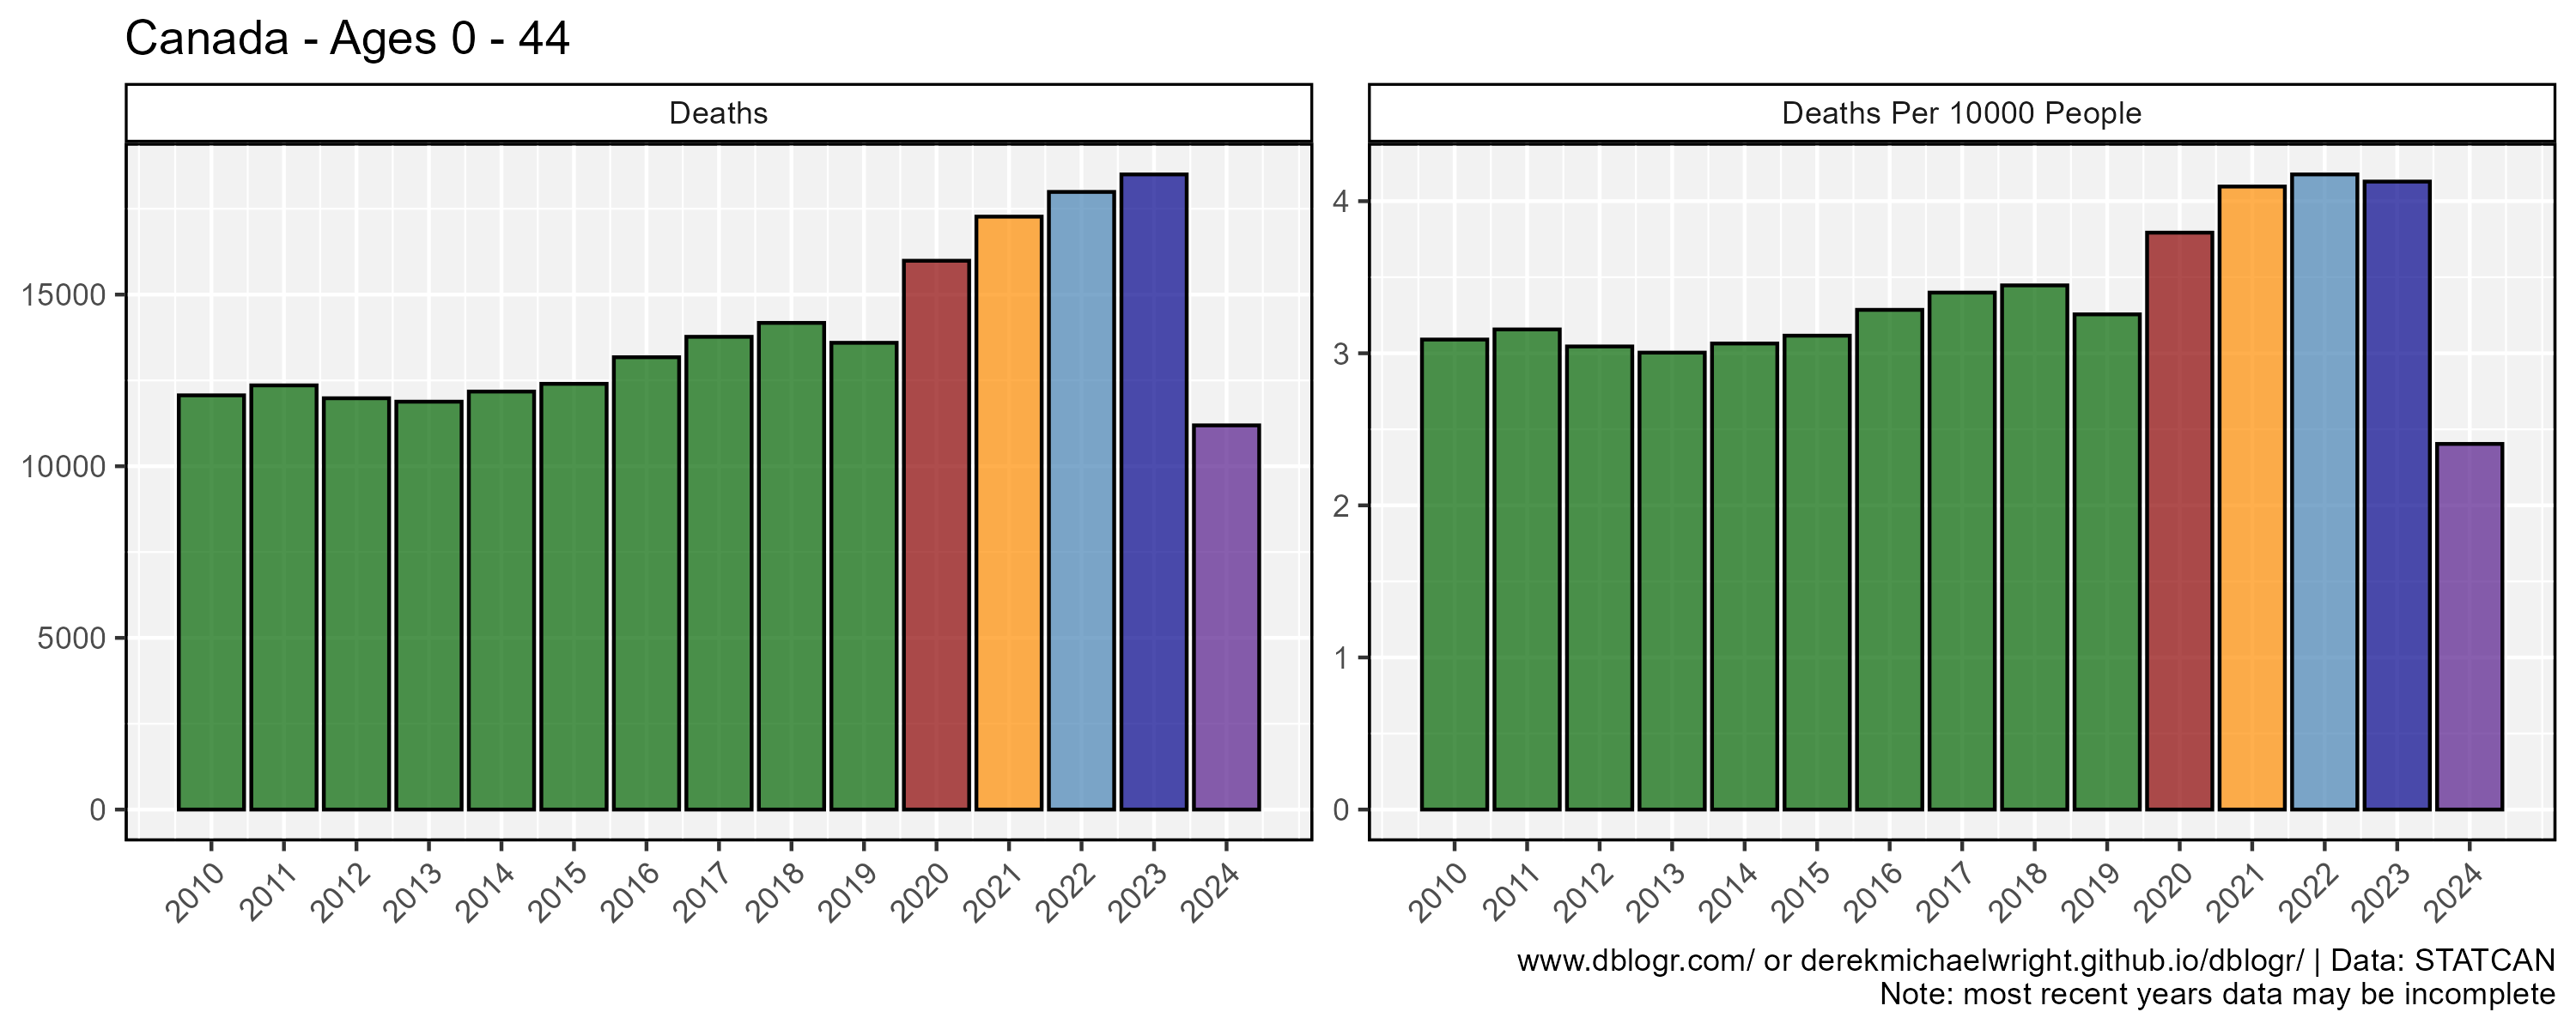 Canada - Ages 0 - 44
Deaths
15000
10000
5000
0
2010 2011 2012 2013 2014 2015 2016 2017 2018 2019 2020 2021 2022 2023 2024
Deaths Per 10000 People
4
3
2
1
0
2010 2011 2012 2013 2014 2015 2016 2017 2018 2019 2020 2021 2022 2023 2024
www.dblogr.com/ or derekmichaelwright.github.io/dblogr/ | Data: STATCAN
Note: most recent years data may be incomplete